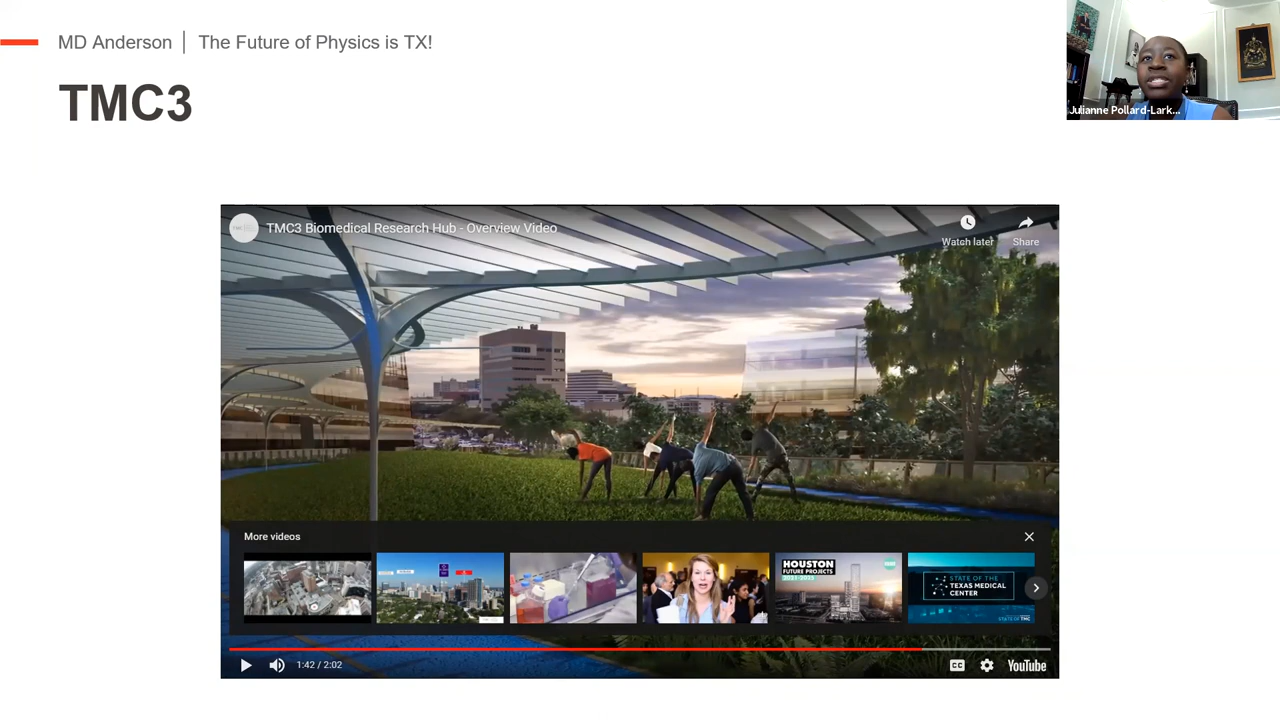 MD Anderson | The Future of Physics is TX!
TMC3
Julianne Pollard-Lark...
TMC3 Biomedical Research Hub - Overview Video
Watch later
Share
More videos
HOUSTON
FUTURE PROJECTS
2021-2025
STATE OF THE
TEXAS MEDICAL
CENTER
STATE OF TMC
1:42 / 2:02
CC
YouTube